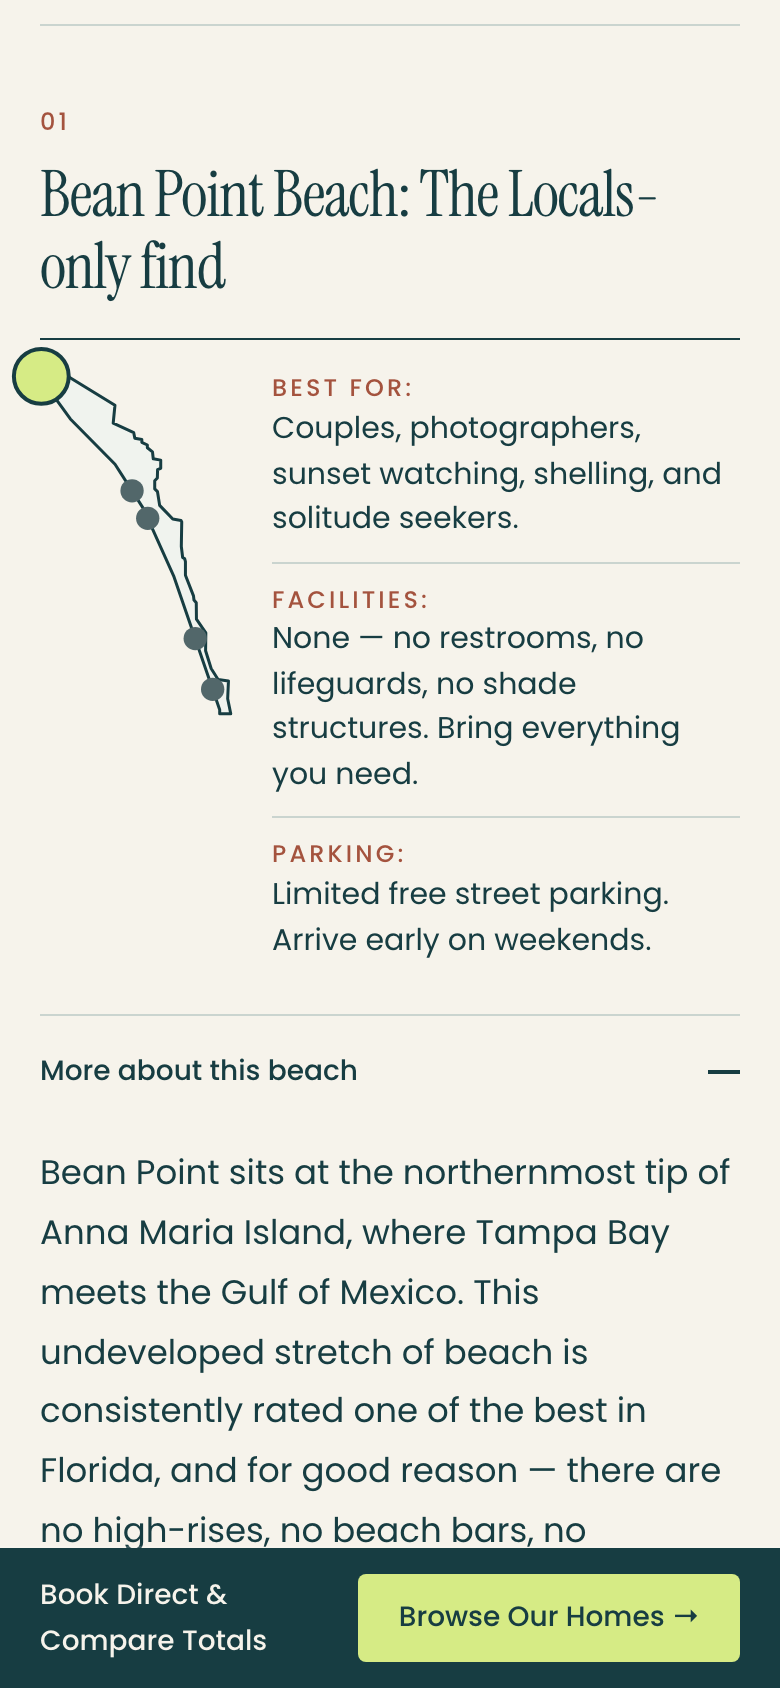 01
Bean Point Beach: The Locals-
only find
BEST FOR:
Couples, photographers,
sunset watching, shelling, and
solitude seekers.
FACILITIES:
None — no restrooms, no
lifeguards, no shade
structures. Bring everything
you need.
PARKING:
Limited free street parking.
Arrive early on weekends.
More about this beach
Bean Point sits at the northernmost tip of
Anna Maria Island, where Tampa Bay
meets the Gulf of Mexico. This
undeveloped stretch of beach is
consistently rated one of the best in
Florida, and for good reason — there are
no high-rises, no beach bars, no
Book Direct &
Compare Totals
Browse Our Homes →